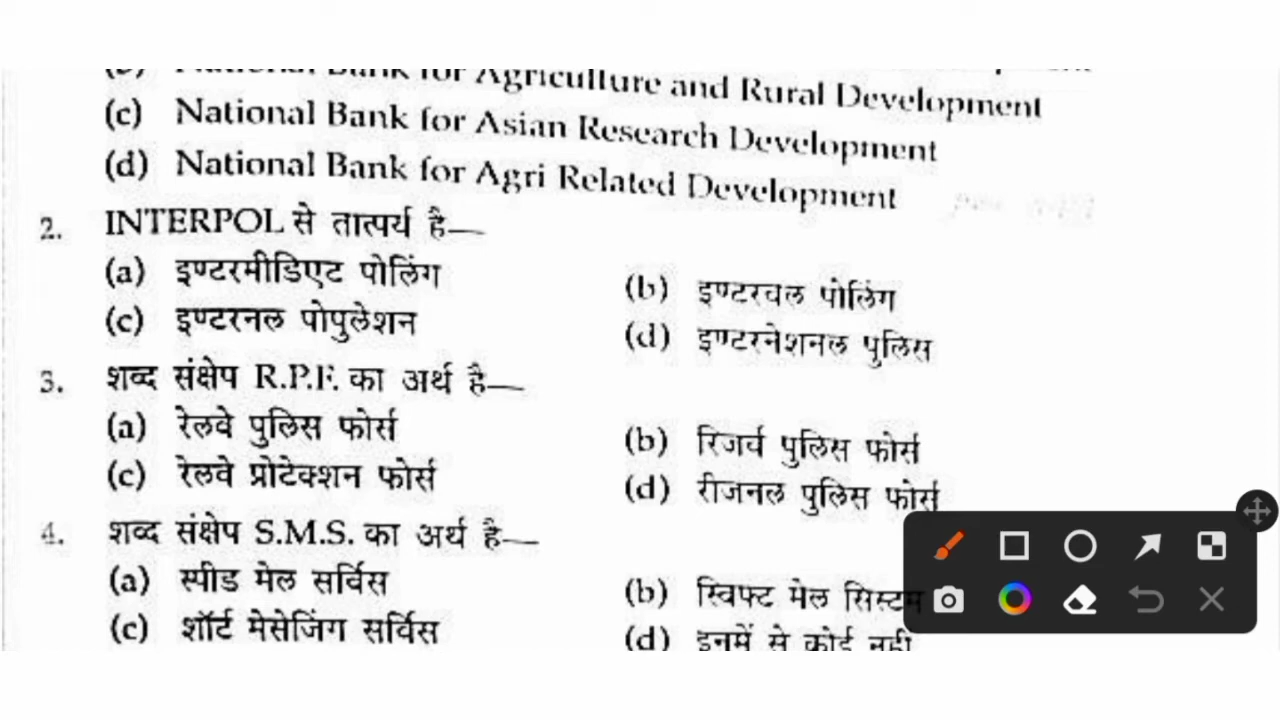 Bank for Agriculture and Rural Development
(c) National Bank for Asian Research Development
(d) National Bank for Agri Related Development
2. INTERPOL से तात्पर्य है—
(a) इण्टरमीडिएट पोलिंग (b) इण्टरवल पोलिंग
(c) इण्टरनल पोपुलेशन (d) इण्टरनेशनल पुलिस
3. शब्द संक्षेप R.P.F. का अर्थ है—
(a) रेलवे पुलिस फोर्स (b) रिजर्व पुलिस फोर्स
(c) रेलवे प्रोटेक्शन फोर्स (d) रीजनल पुलिस फोर्स
4. शब्द संक्षेप S.M.S. का अर्थ है—
(a) स्पीड मेल सर्विस (b) स्विफ्ट मेल सिस्टम
(c) शॉर्ट मेसेजिंग सर्विस (d) इनमें से कोई नहीं